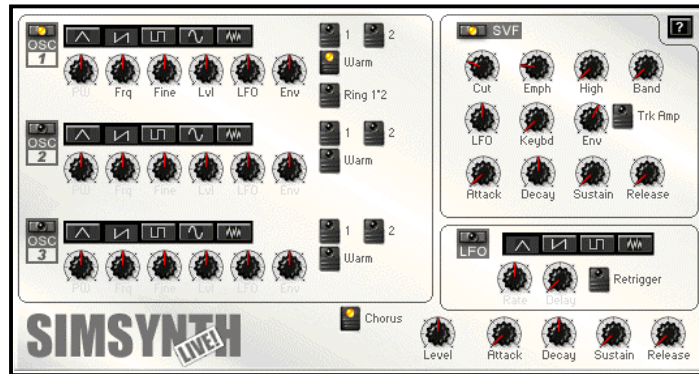 OSC
1
PW Frq Fine Lvl LFO Env
1 2
Warm
Ring 1*2
OSC
2
PW Frq Fine Lvl LFO Env
1 2
Warm
OSC
3
PW Frq Fine Lvl LFO Env
1 2
Warm
Chorus
SIMSYNTH
LIVE!
SVF
?
Cut Emph High Band
LFO Keybd Env Trk Amp
Attack Decay Sustain Release
LFO
Rate Delay Retrigger
Level Attack Decay Sustain Release